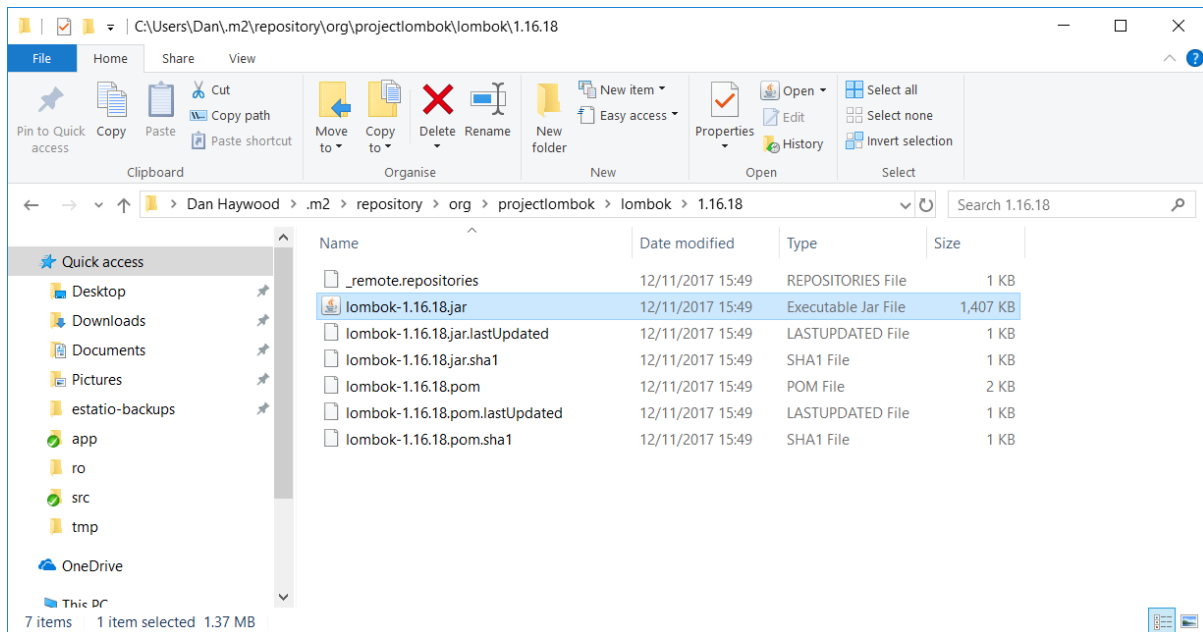 C:\Users\Dan\.m2\repository\org\projectlombok\lombok\1.16.18
File Home Share View
?
Pin to Quick access
Copy
Paste
Cut
Copy path
Paste shortcut
Clipboard
Move to
Copy to
Delete
Rename
Organise
New folder
New item
Easy access
New
Properties
Open
Edit
History
Open
Select all
Select none
Invert selection
Select
Dan Haywood > .m2 > repository > org > projectlombok > lombok > 1.16.18
Search 1.16.18
Quick access
Desktop
Downloads
Documents
Pictures
estatio-backups
app
ro
src
tmp
OneDrive
This PC
Name Date modified Type Size
_remote.repositories 12/11/2017 15:49 REPOSITORIES File 1 KB
lombok-1.16.18.jar 12/11/2017 15:49 Executable Jar File 1,407 KB
lombok-1.16.18.jar.lastUpdated 12/11/2017 15:49 LASTUPDATED File 1 KB
lombok-1.16.18.jar.sha1 12/11/2017 15:49 SHA1 File 1 KB
lombok-1.16.18.pom 12/11/2017 15:49 POM File 2 KB
lombok-1.16.18.pom.lastUpdated 12/11/2017 15:49 LASTUPDATED File 1 KB
lombok-1.16.18.pom.sha1 12/11/2017 15:49 SHA1 File 1 KB
7 items 1 item selected 1.37 MB